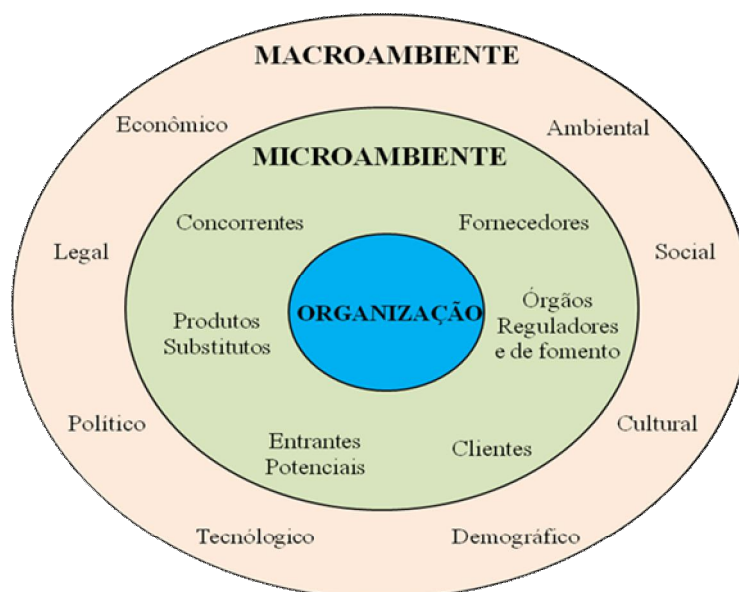 MACROAMBIENTE
Econômico
Ambiental
MICROAMBIENTE
Concorrentes
Fornecedores
Legal
Social
ORGANIZAÇÃO
Produtos
Substitutos
Órgãos
Reguladores
e de fomento
Político
Cultural
Entrantes
Potenciais
Clientes
Tecnólogico
Demográfico